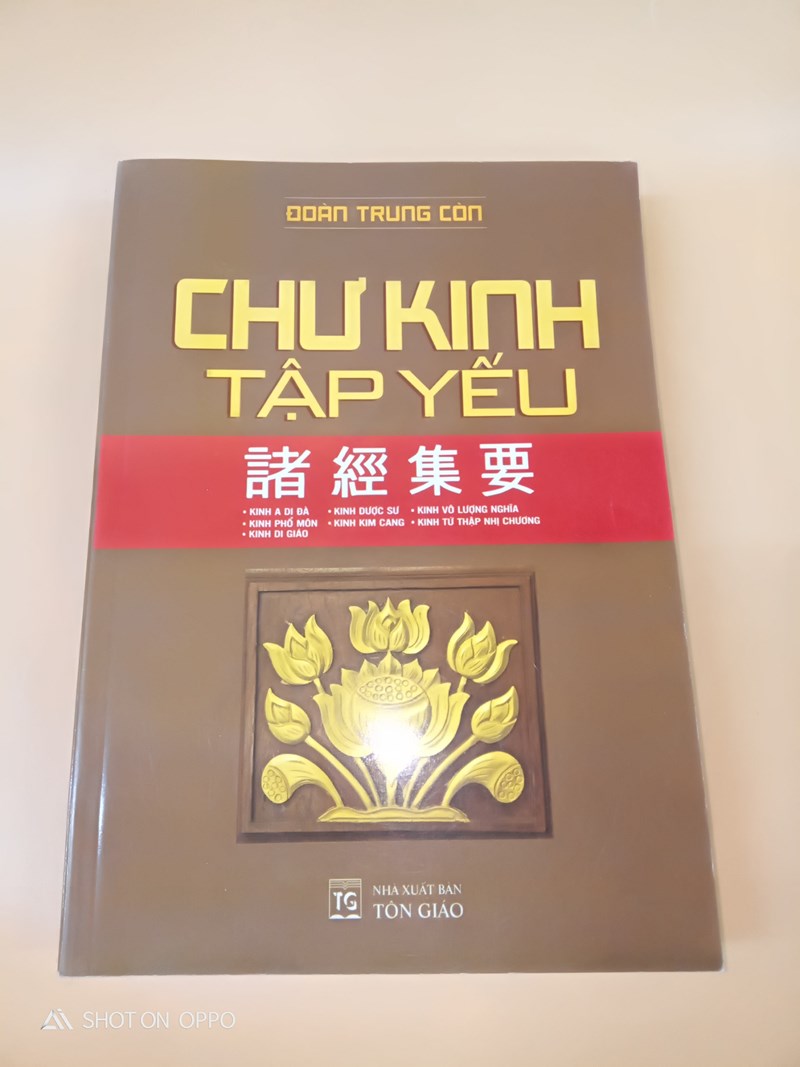 ĐOÀN TRUNG CÒN
CHƯ KINH
TẬP YẾU
諸經集要
• KINH A DI ĐÀ • KINH DƯỢC SƯ • KINH VÔ LƯỢNG NGHĨA
• KINH PHỔ MÔN • KINH KIM CANG • KINH TỨ THẬP NHỊ CHƯƠNG
• KINH DI GIÁO
TG
NHÀ XUẤT BẢN
TÔN GIÁO
SHOT ON OPPO